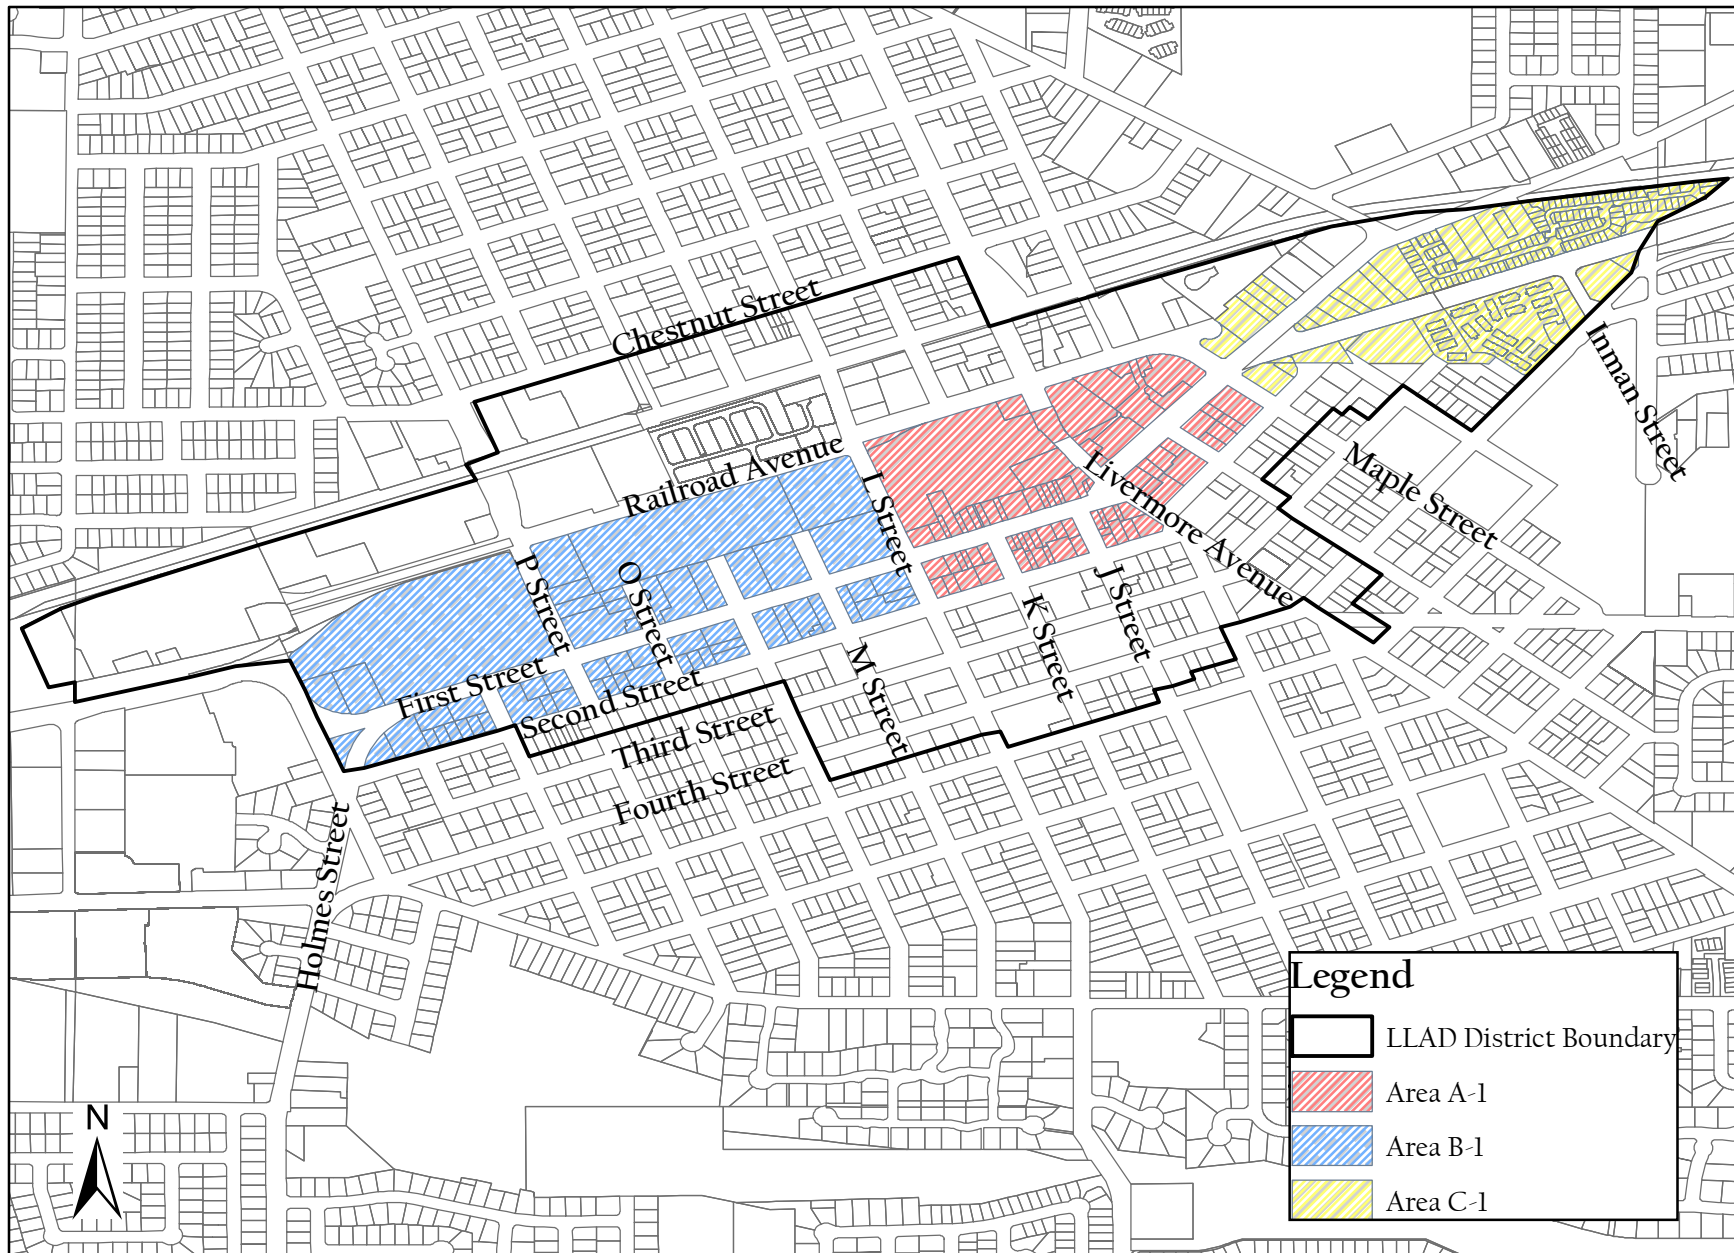 Chestnut Street
Railroad Avenue
L Street
Livermore Avenue
Maple Street
Inman Street
P Street
O Street
K Street
J Street
M Street
First Street
Second Street
Third Street
Fourth Street
Holmes Street
N
Legend
LLAD District Boundary
Area A-1
Area B-1
Area C-1